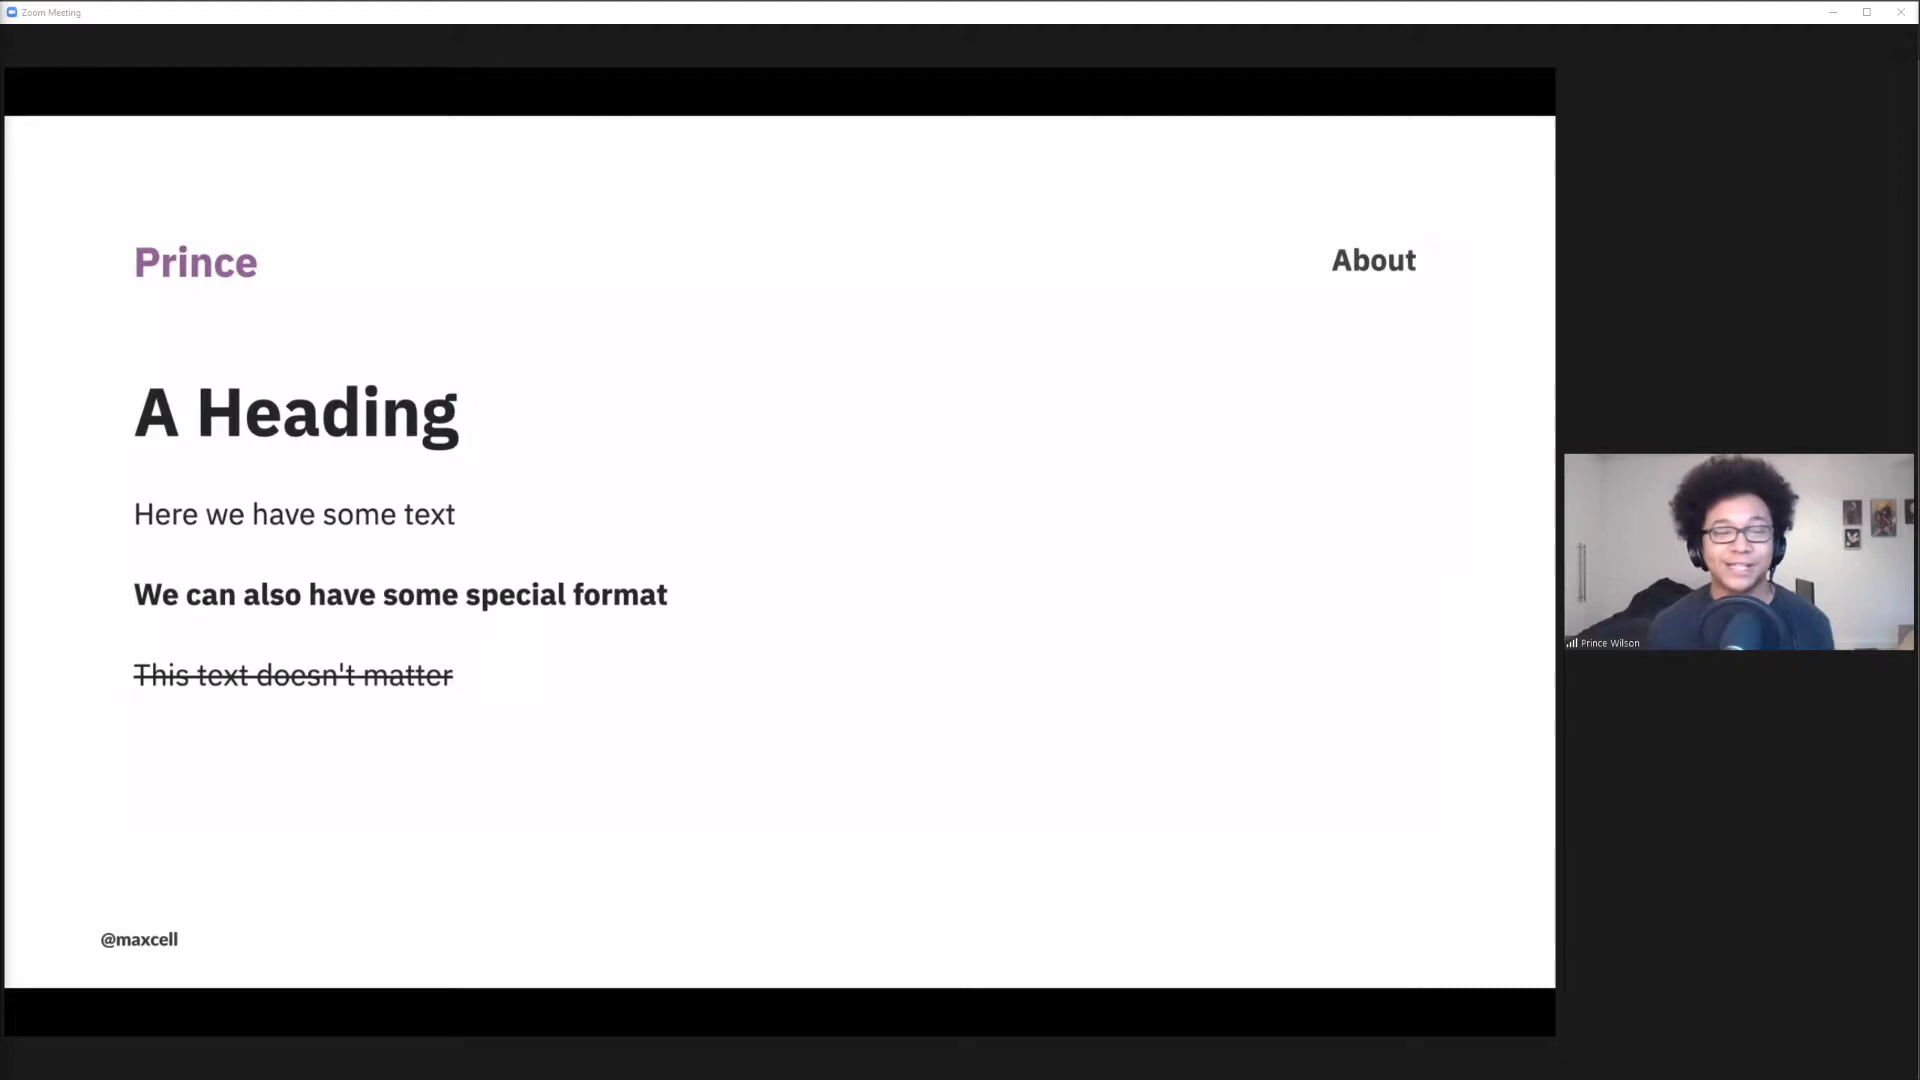 Zoom Meeting
Prince
About
A Heading
Here we have some text
We can also have some special format
This text doesn't matter
@maxcell
Prince Wilson